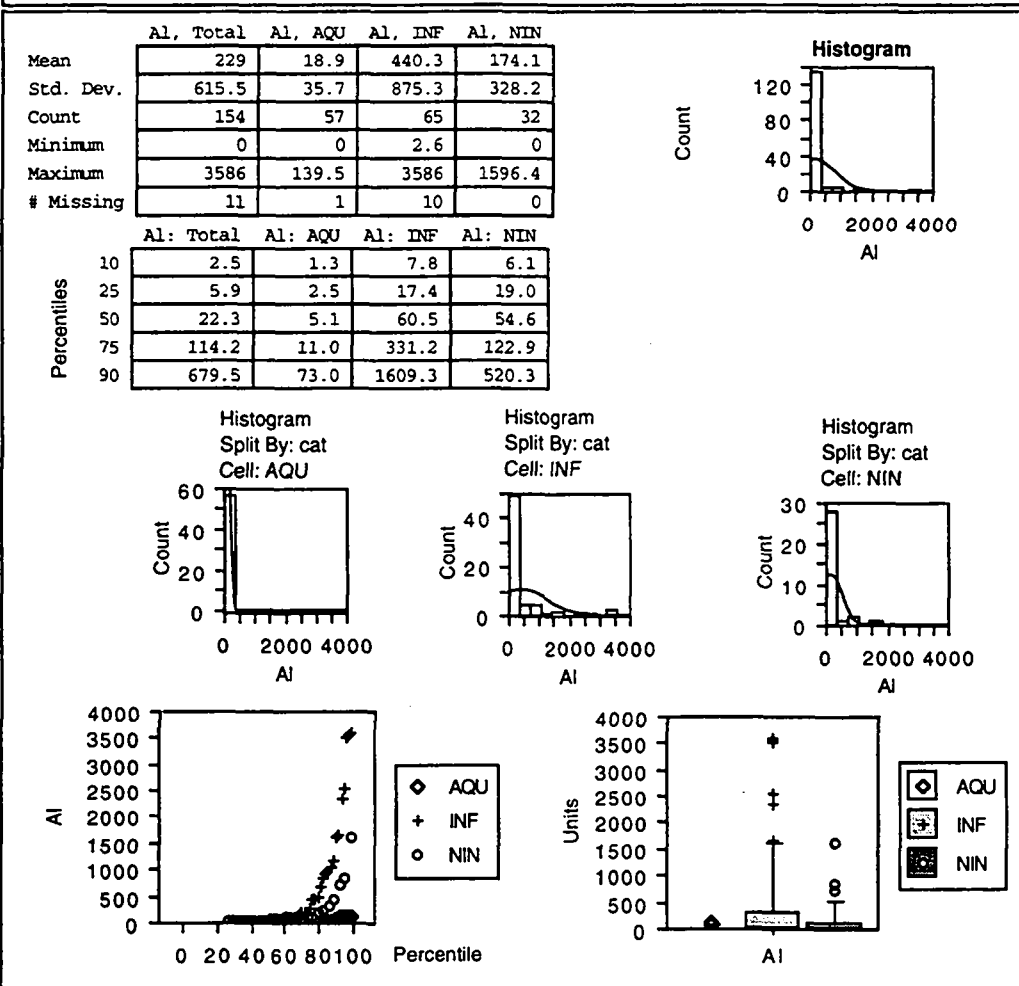 Al, Total Al, AQU Al, INF Al, NIN
Mean 229 18.9 440.3 174.1
Std. Dev. 615.5 35.7 875.3 328.2
Count 154 57 65 32
Minimum 0 0 2.6 0
Maximum 3586 139.5 3586 1596.4
# Missing 11 1 10 0
Al: Total Al: AQU Al: INF Al: NIN
Percentiles
10 2.5 1.3 7.8 6.1
25 5.9 2.5 17.4 19.0
50 22.3 5.1 60.5 54.6
75 114.2 11.0 331.2 122.9
90 679.5 73.0 1609.3 520.3
Histogram
Count
120
80
40
0
0 2000 4000
Al
Histogram
Split By: cat
Cell: AQU
Count
60
40
20
0
0 2000 4000
Al
Histogram
Split By: cat
Cell: INF
Count
40
20
0
0 2000 4000
Al
Histogram
Split By: cat
Cell: NIN
Count
30
20
10
0
0 2000 4000
Al
Al
4000
3500
3000
2500
2000
1500
1000
500
0
0 20 40 60 80 100 Percentile
AQU
INF
NIN
Units
4000
3500
3000
2500
2000
1500
1000
500
0
Al
AQU
INF
NIN